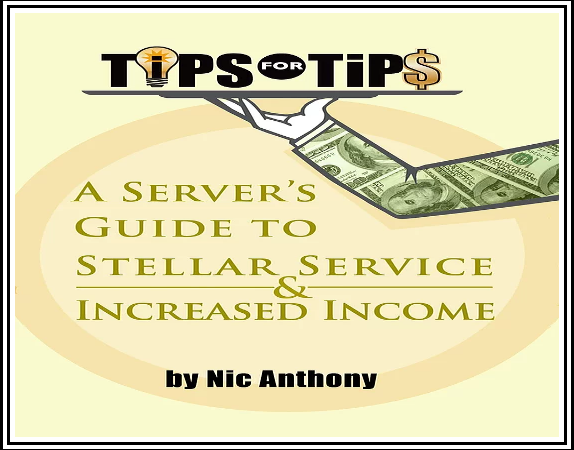 TiPS FOR TiP$
A SERVER'S
GUIDE TO
STELLAR SERVICE
&
INCREASED INCOME
by Nic Anthony